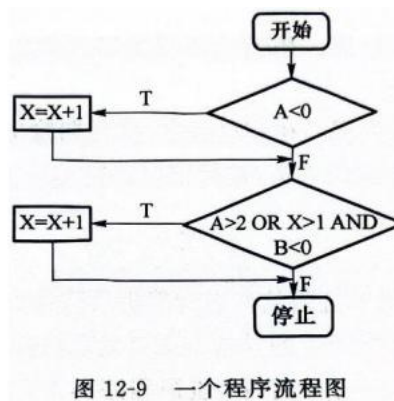 开始
T
X=X+1
A<0
F
T
X=X+1
A>2 OR X>1 AND
B<0
F
停止
图 12-9 一个程序流程图